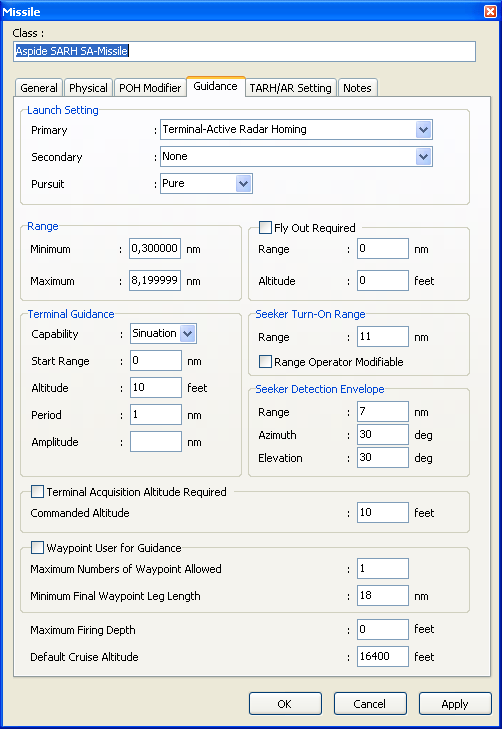 Missile
Class :
Aspide SARH SA-Missile
General Physical POH Modifier Guidance TARH/AR Setting Notes
Launch Setting
Primary : Terminal-Active Radar Homing
Secondary : None
Pursuit : Pure
Range
Minimum : 0,300000 nm
Maximum : 8,199999 nm
Fly Out Required
Range : 0 nm
Altitude : 0 feet
Terminal Guidance
Capability : Sinuation
Start Range : 0 nm
Altitude : 10 feet
Period : 1 nm
Amplitude : nm
Seeker Turn-On Range
Range : 11 nm
Range Operator Modifiable
Seeker Detection Envelope
Range : 7 nm
Azimuth : 30 deg
Elevation : 30 deg
Terminal Acquisition Altitude Required
Commanded Altitude : 10 feet
Waypoint User for Guidance
Maximum Numbers of Waypoint Allowed : 1
Minimum Final Waypoint Leg Length : 18 nm
Maximum Firing Depth : 0 feet
Default Cruise Altitude : 16400 feet
OK Cancel Apply